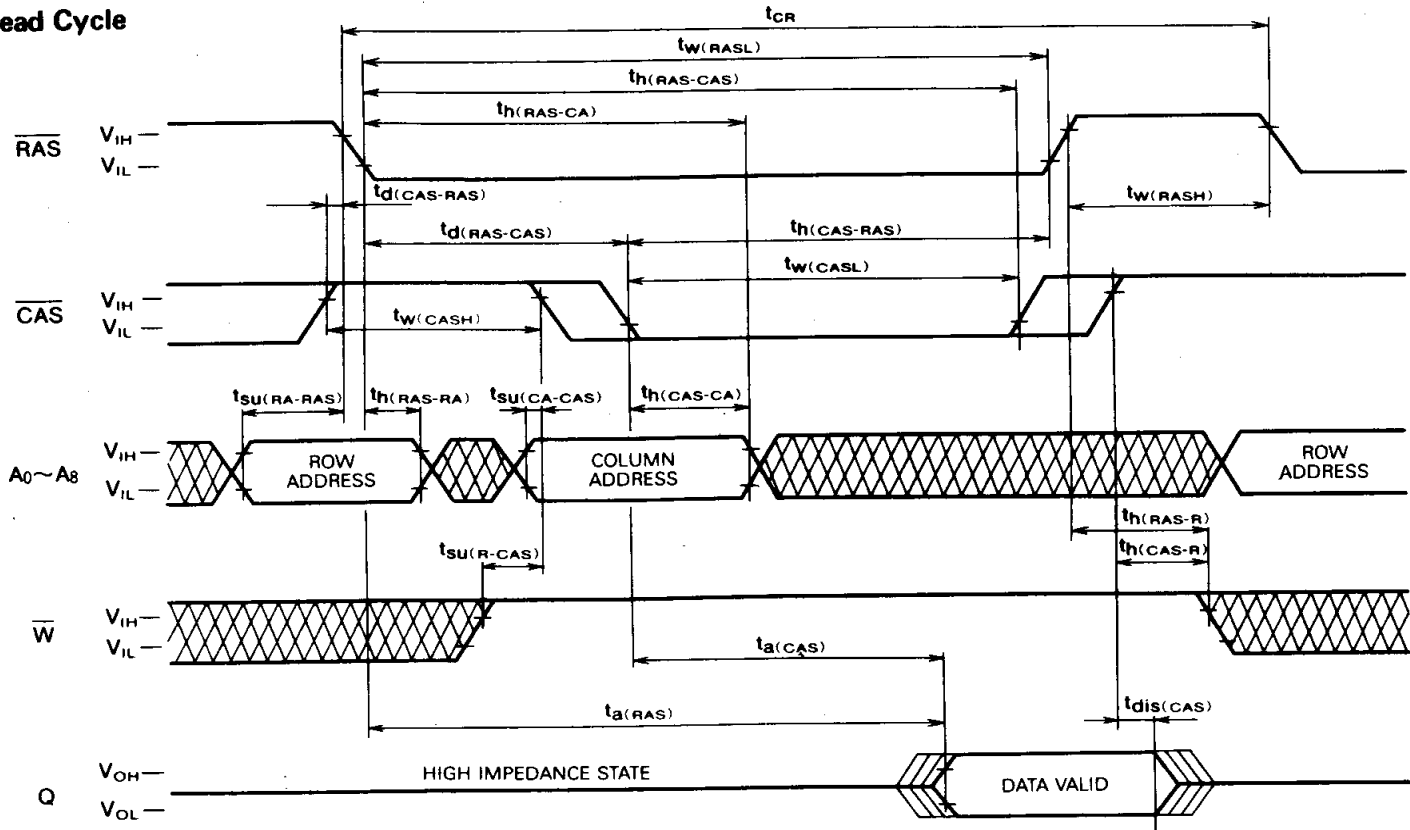 ead Cycle
tCR
tw(RASL)
th(RAS-CAS)
th(RAS-CA)
RAS
VIH
VIL
td(CAS-RAS)
tw(RASH)
td(RAS-CAS)
th(CAS-RAS)
tw(CASL)
CAS
VIH
VIL
tw(CASH)
tsu(RA-RAS)
th(RAS-RA)
tsu(CA-CAS)
th(CAS-CA)
A0~A8
VIH
VIL
ROW ADDRESS
COLUMN ADDRESS
ROW ADDRESS
th(RAS-R)
tsu(R-CAS)
th(CAS-R)
W
VIH
VIL
ta(CAS)
ta(RAS)
tdis(CAS)
Q
VOH
VOL
HIGH IMPEDANCE STATE
DATA VALID